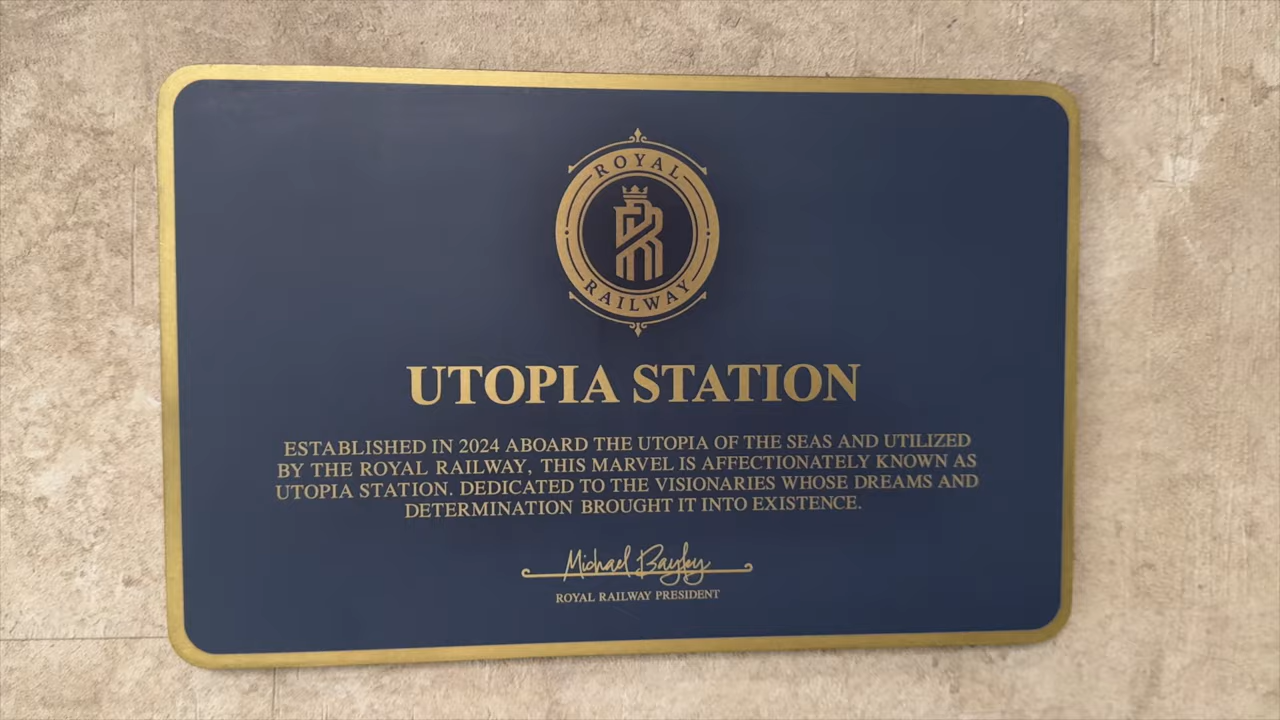 ROYAL
RAILWAY
UTOPIA STATION
ESTABLISHED IN 2024 ABOARD THE UTOPIA OF THE SEAS AND UTILIZED
BY THE ROYAL RAILWAY, THIS MARVEL IS AFFECTIONATELY KNOWN AS
UTOPIA STATION. DEDICATED TO THE VISIONARIES WHOSE DREAMS AND
DETERMINATION BROUGHT IT INTO EXISTENCE.
Michael Bayley
ROYAL RAILWAY PRESIDENT